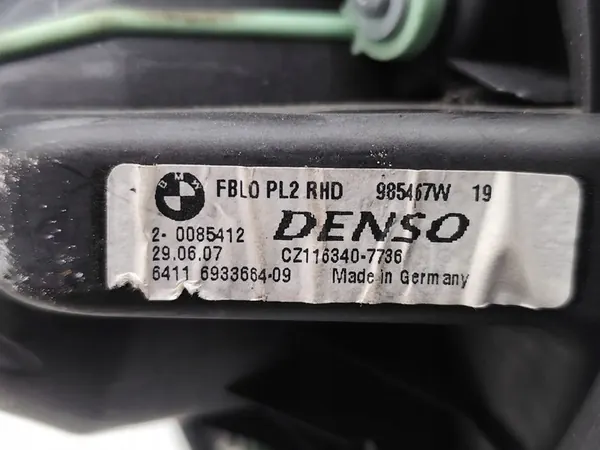 BMW
FBL0 PL2 RHD 985467W 19
2- 0085412 DENSO
29.06.07 CZ116340-7736
6411 6933664-09 Made in Germany